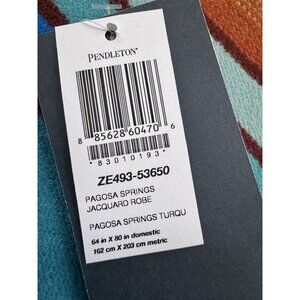 PENDLETON®
8 85628 60470 6
*83010193*
ZE493-53650
PAGOSA SPRINGS
JACQUARD ROBE
PAGOSA SPRINGS TURQU
64 in X 80 in domestic
162 cm X 203 cm metric